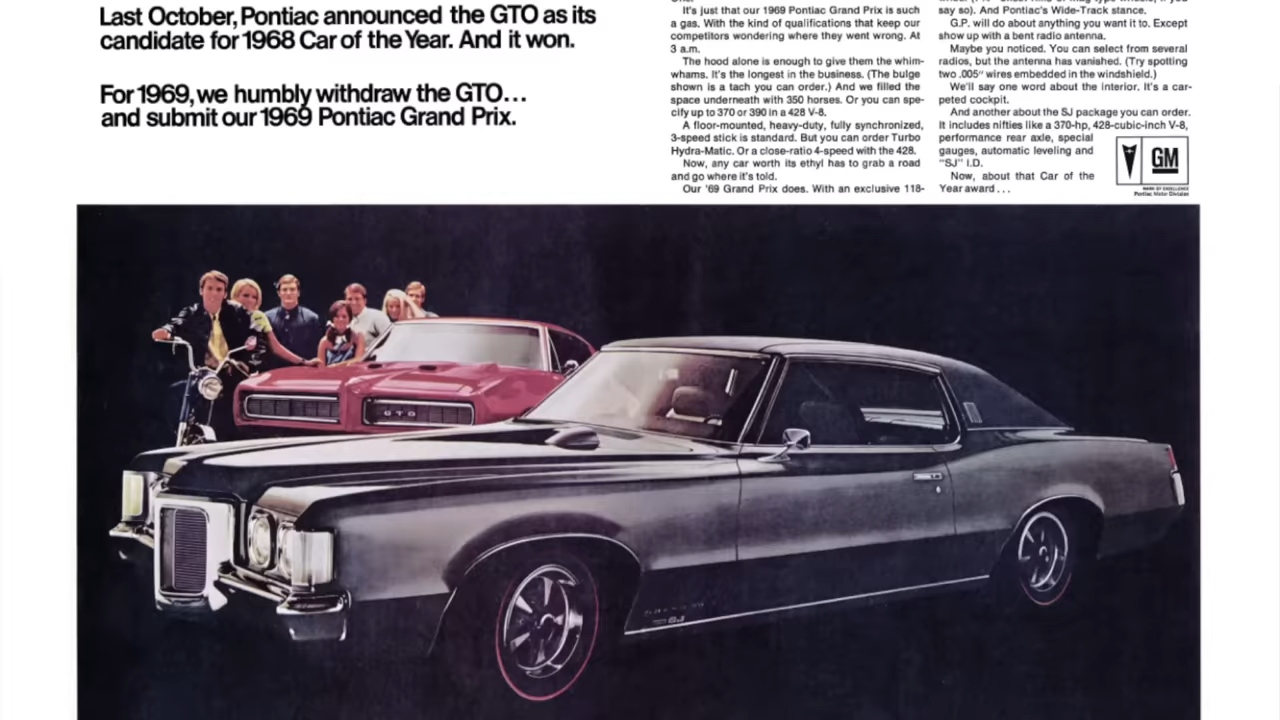 Last October, Pontiac announced the GTO as its
candidate for 1968 Car of the Year. And it won.
For 1969, we humbly withdraw the GTO...
and submit our 1969 Pontiac Grand Prix.
It's just that our 1969 Pontiac Grand Prix is such
a gas. With the kind of qualifications that keep our
competitors wondering where they went wrong. At
3 a.m.
The hood alone is enough to give them the whim-
whams. It's the longest in the business. (The bulge
shown is a tach you can order.) And we filled the
space underneath with 350 horses. Or you can spe-
cify up to 370 or 390 in a 428 V-8.
A floor-mounted, heavy-duty, fully synchronized,
3-speed stick is standard. But you can order Turbo
Hydra-Matic. Or a close-ratio 4-speed with the 428.
Now, any car worth its ethyl has to grab a road
and go where it's told.
Our '69 Grand Prix does. With an exclusive 118-
say so). And Pontiac's Wide-Track stance.
G.P. will do about anything you want it to. Except
show up with a bent radio antenna.
Maybe you noticed. You can select from several
radios, but the antenna has vanished. (Try spotting
two .005" wires embedded in the windshield.)
We'll say one word about the interior. It's a car-
peted cockpit.
And another about the SJ package you can order.
It includes nifties like a 370-hp, 428-cubic-inch V-8,
performance rear axle, special
gauges, automatic leveling and
"SJ" I.D.
Now, about that Car of the
Year award...
GM
MARK OF EXCELLENCE
Pontiac Motor Division
GTO
SJ